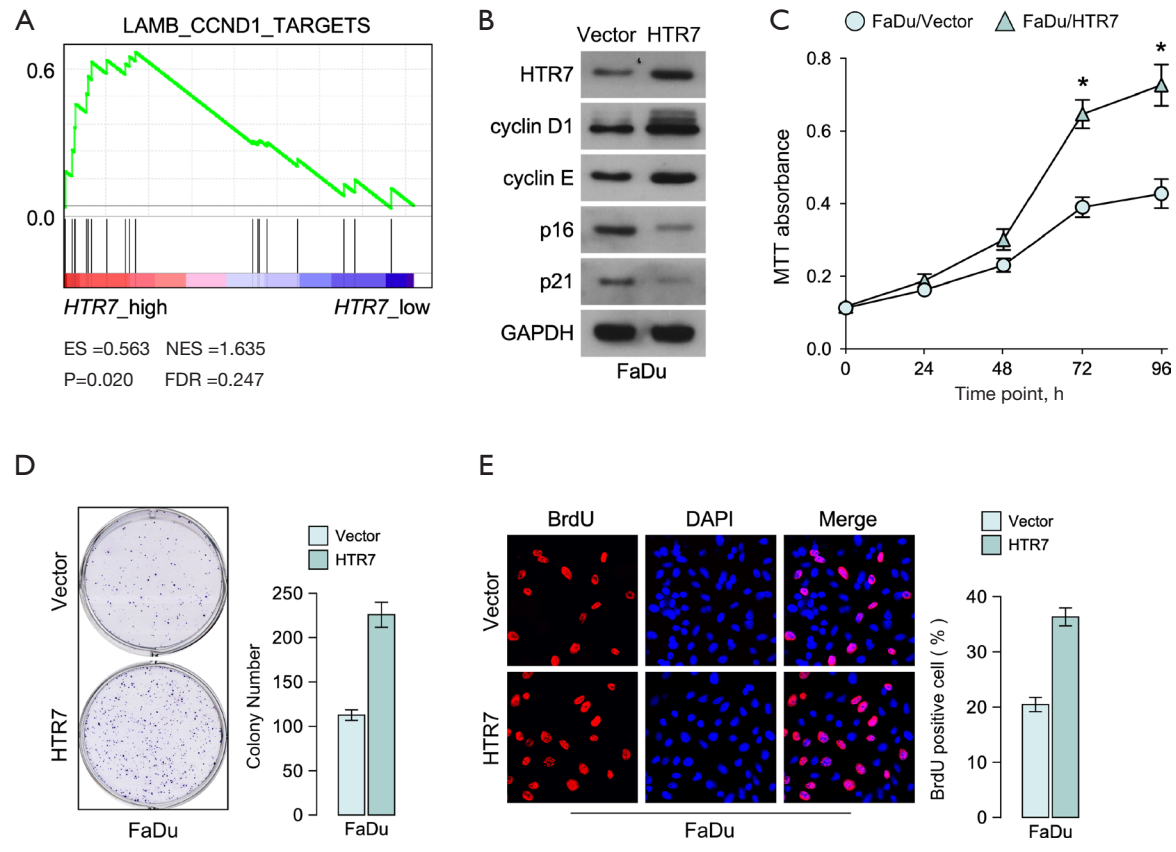 A
LAMB_CCND1_TARGETS
0.6
0.0
HTR7_high
HTR7_low
ES =0.563 NES =1.635
P=0.020 FDR =0.247
B
Vector HTR7
HTR7
cyclin D1
cyclin E
p16
p21
GAPDH
FaDu
C
FaDu/Vector
FaDu/HTR7
MTT absorbance
0.8
0.6
0.4
0.2
0.0
* *
0 24 48 72 96
Time point, h
D
Vector
HTR7
FaDu
Vector
HTR7
Colony Number
250
200
150
100
50
0
FaDu
E
BrdU DAPI Merge
Vector
HTR7
FaDu
Vector
HTR7
BrdU positive cell ( % )
40
30
20
10
0
FaDu